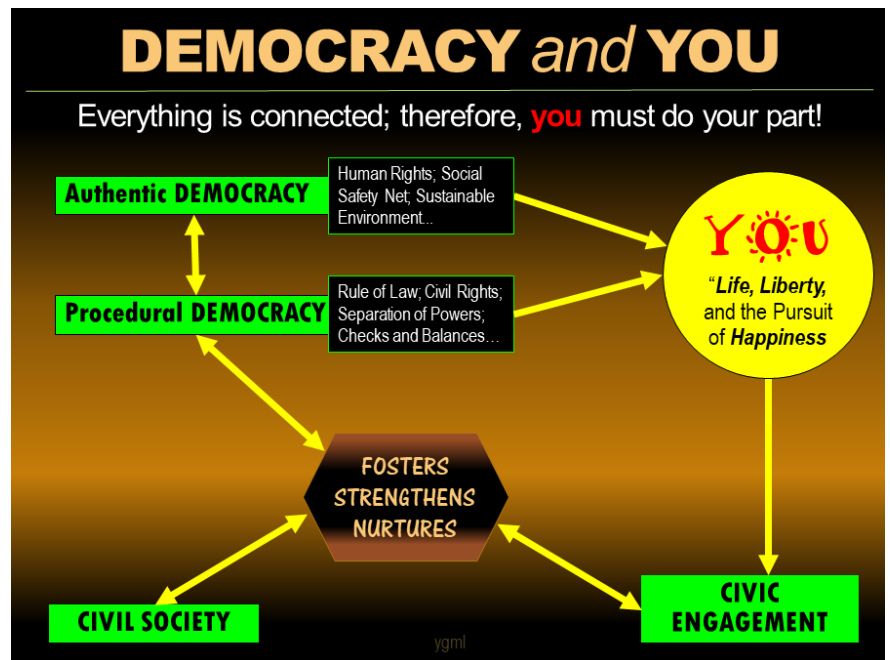 DEMOCRACY and YOU
Everything is connected; therefore, you must do your part!
Authentic DEMOCRACY
Human Rights; Social
Safety Net; Sustainable
Environment...
Procedural DEMOCRACY
Rule of Law; Civil Rights;
Separation of Powers;
Checks and Balances…
YOU
“Life, Liberty,
and the Pursuit
of Happiness
FOSTERS
STRENGTHENS
NURTURES
CIVIL SOCIETY
CIVIC
ENGAGEMENT
ygml